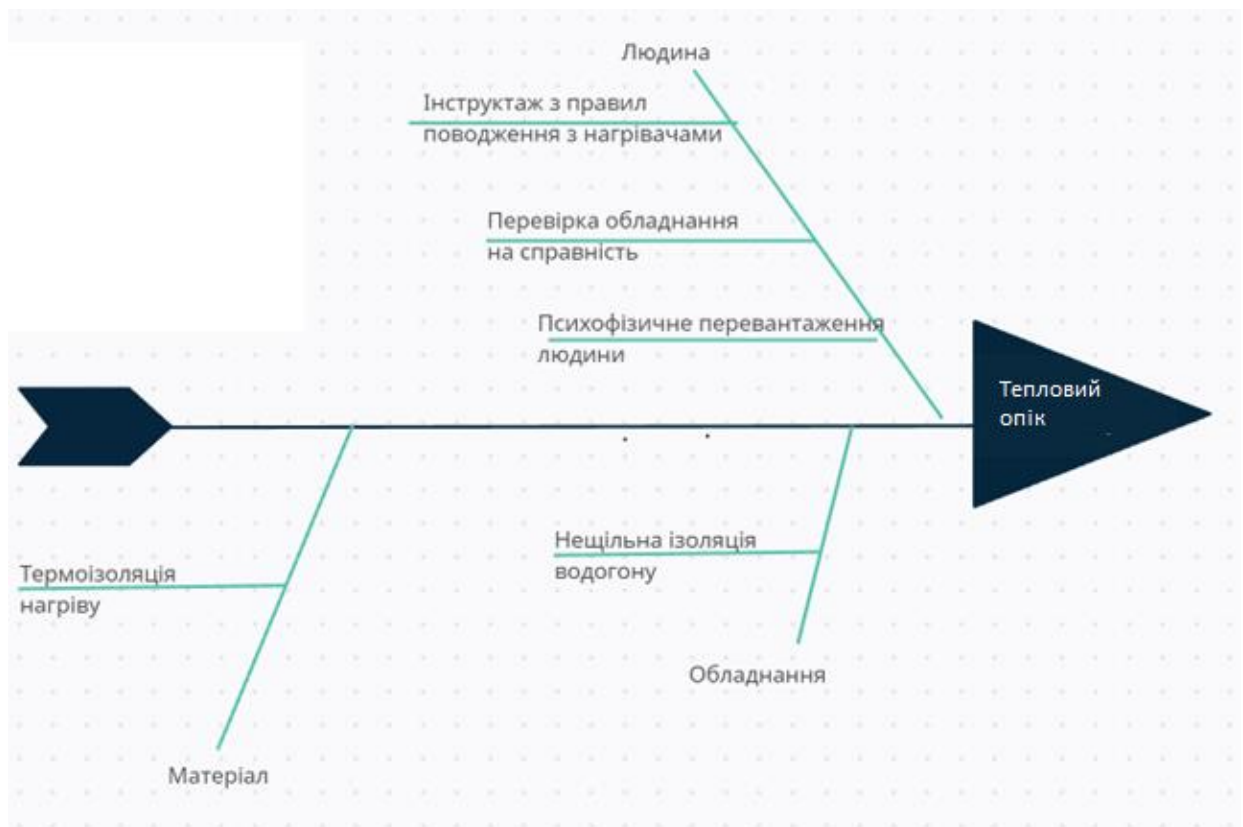 Людина
Інструктаж з правил
поводження з нагрівачами
Перевірка обладнання
на справність
Психофізичне перевантаження
людини
Тепловий
опік
Нещільна ізоляція
водогону
Термоізоляція
нагріву
Обладнання
Матеріал